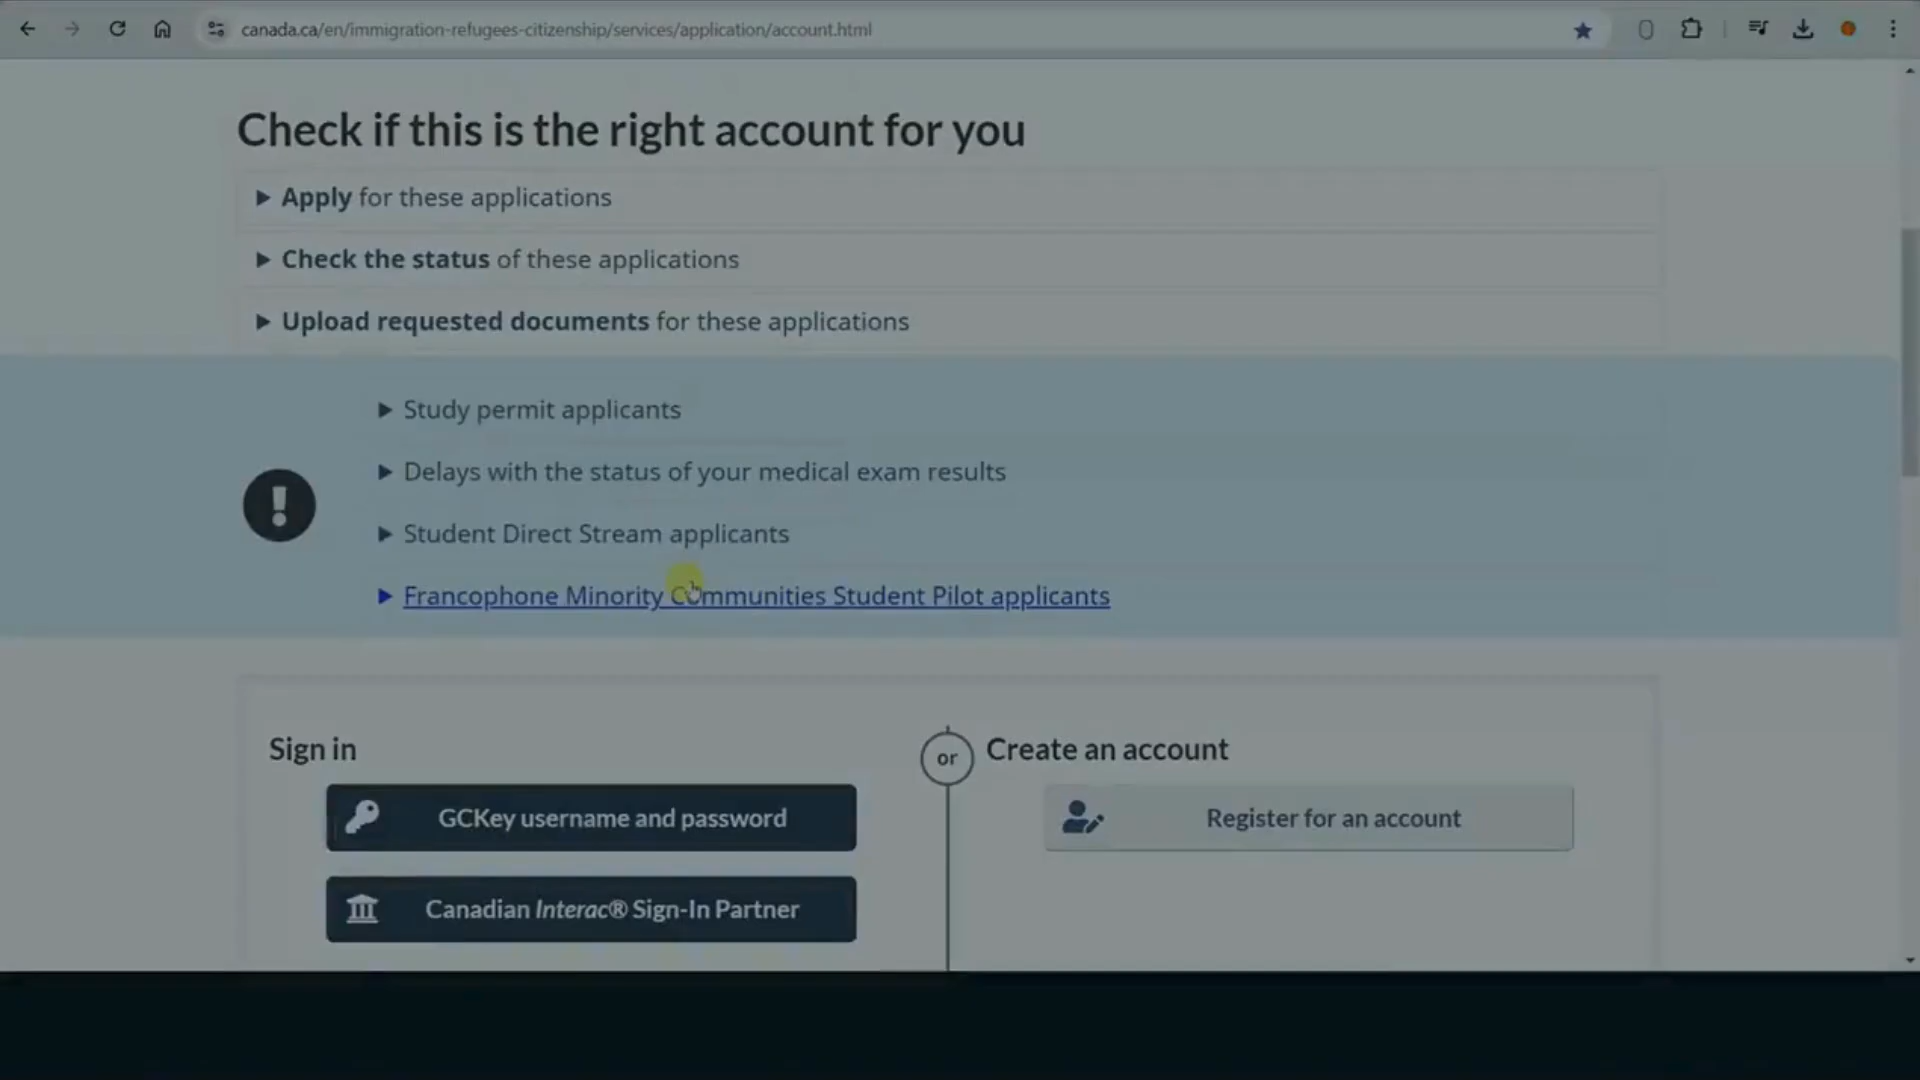 canada.ca/en/immigration-refugees-citizenship/services/application/account.html
Check if this is the right account for you
Apply for these applications
Check the status of these applications
Upload requested documents for these applications
Study permit applicants
Delays with the status of your medical exam results
Student Direct Stream applicants
Francophone Minority Communities Student Pilot applicants
Sign in
GCKey username and password
Canadian Interac® Sign-In Partner
or
Create an account
Register for an account